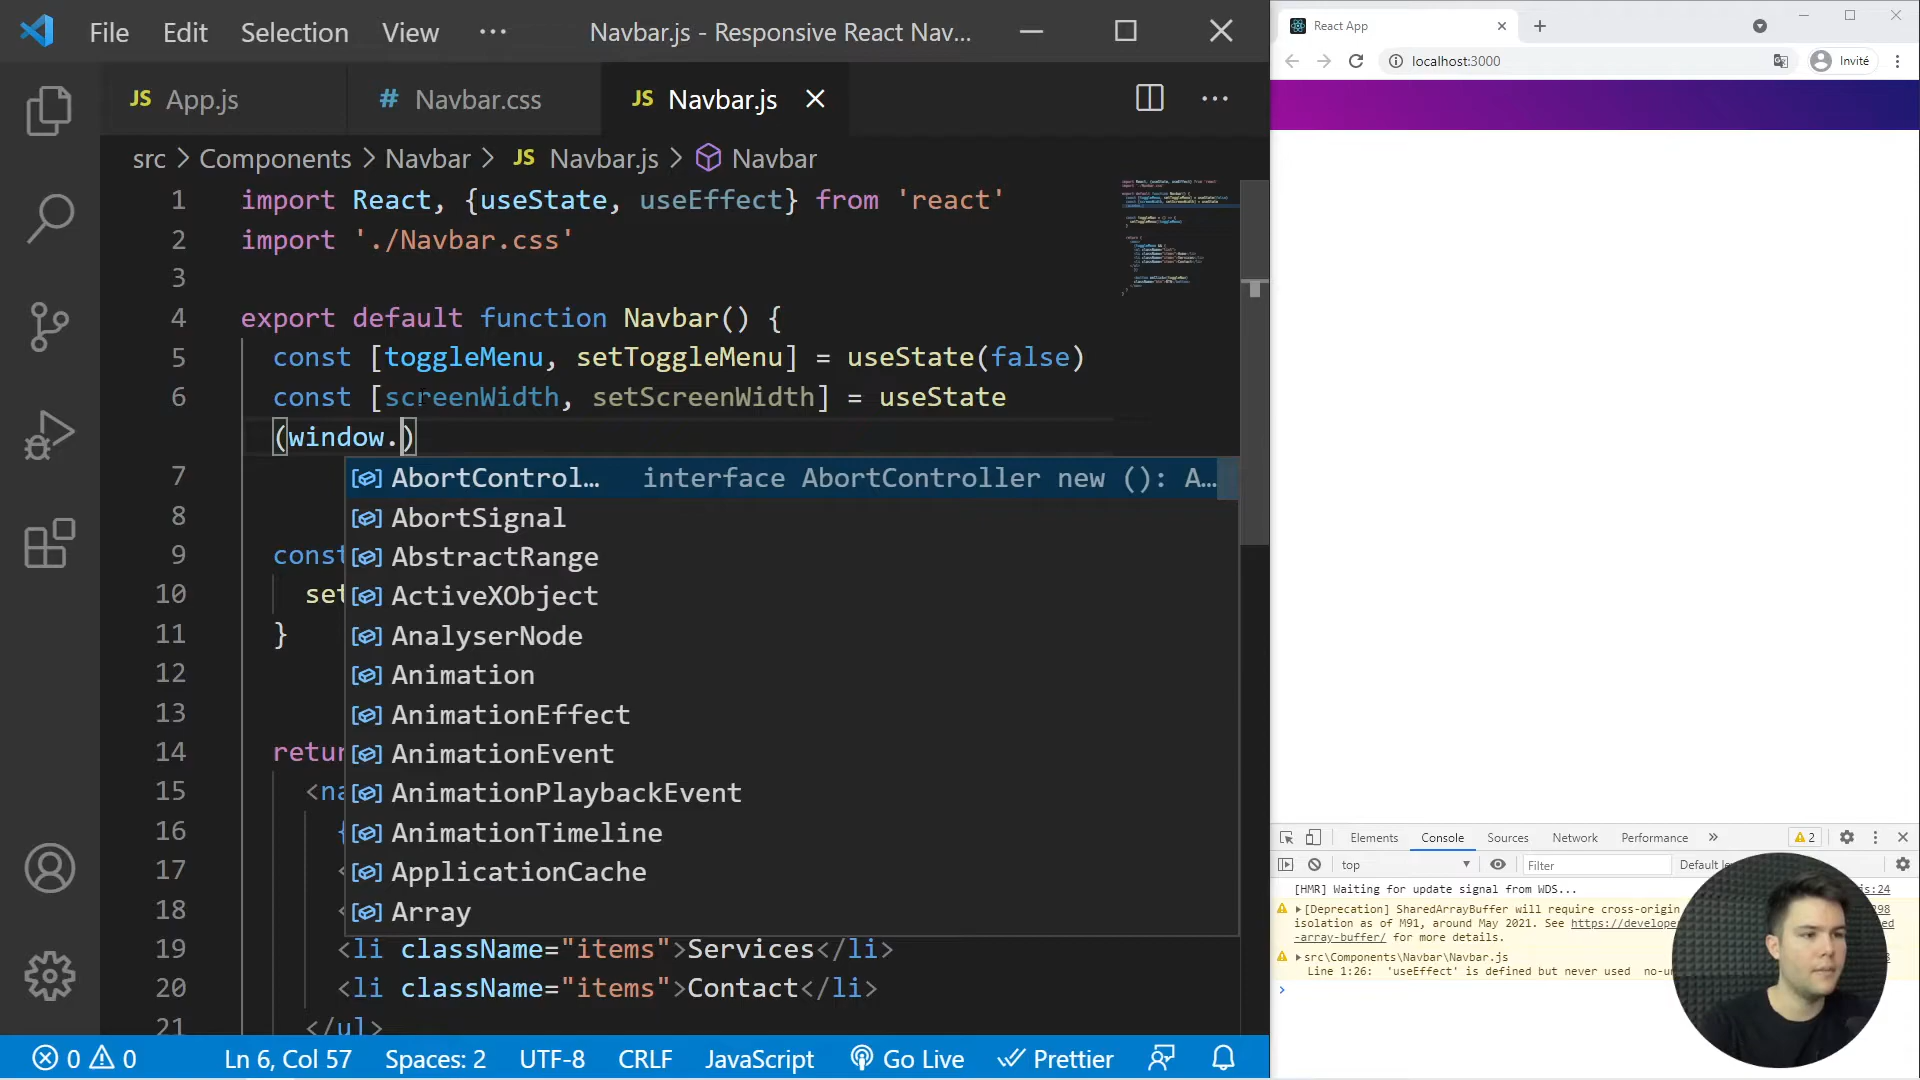 File Edit Selection View ··· Navbar.js - Responsive React Nav...
JS App.js # Navbar.css JS Navbar.js
src > Components > Navbar > JS Navbar.js > Navbar
1 import React, {useState, useEffect} from 'react'
2 import './Navbar.css'
3
4 export default function Navbar() {
5 const [toggleMenu, setToggleMenu] = useState(false)
6 const [screenWidth, setScreenWidth] = useState
(window.)
7 AbortControl... interface AbortController new (): A...
8 AbortSignal
9 const AbstractRange
10 set ActiveXObject
11 } AnalyserNode
12 Animation
13 AnimationEffect
14 retur AnimationEvent
15 <na AnimationPlaybackEvent
16 { AnimationTimeline
17 < ApplicationCache
18 < Array
19 <li className="items">Services</li>
20 <li className="items">Contact</li>
21 </ul>
0 0 Ln 6, Col 57 Spaces: 2 UTF-8 CRLF JavaScript Go Live Prettier
React App
localhost:3000 Invité
Elements Console Sources Network Performance » 2
top Filter Default
[HMR] Waiting for update signal from WDS... :24
[Deprecation] SharedArrayBuffer will require cross-origin
isolation as of M91, around May 2021. See https://develope
-array-buffer/ for more details.
src\Components\Navbar\Navbar.js
Line 1:26: 'useEffect' is defined but never used no-u